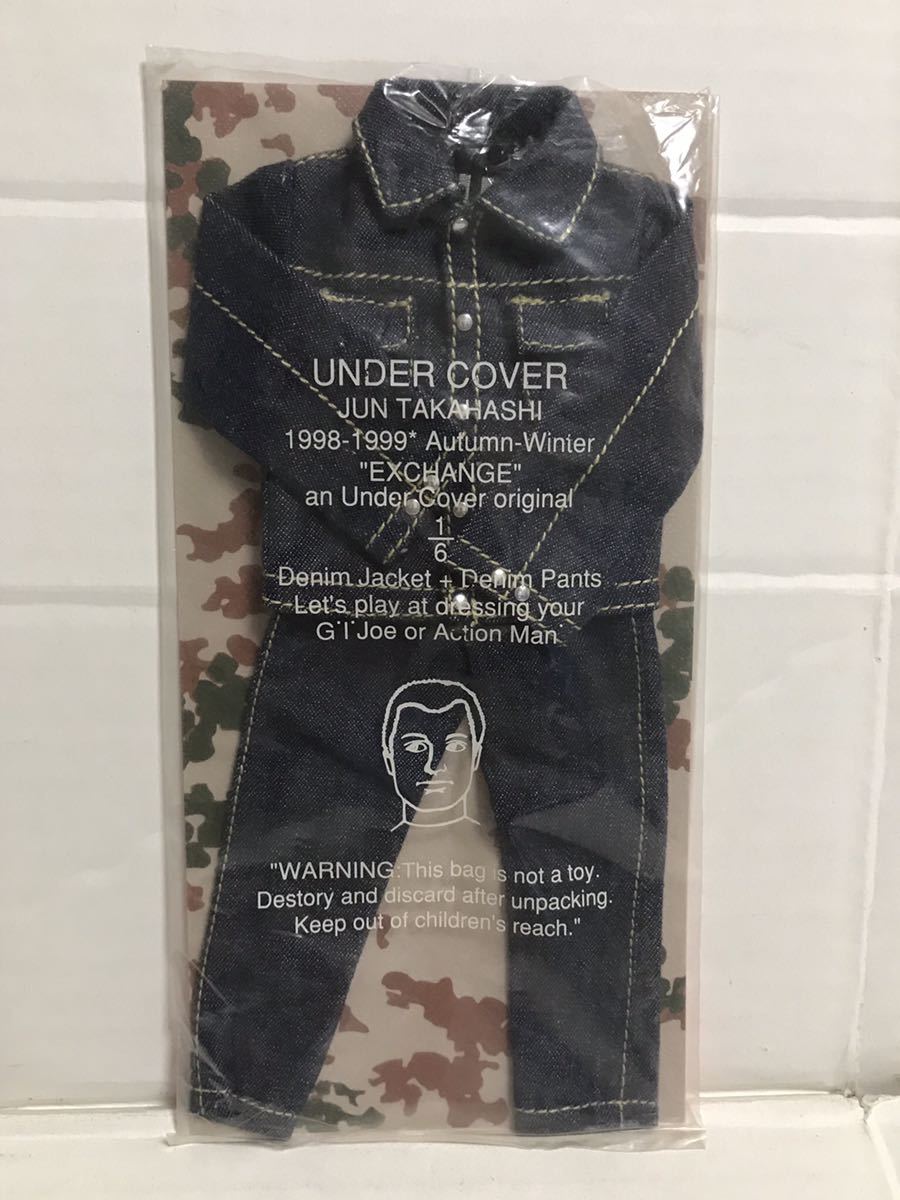 UNDER COVER
JUN TAKAHASHI
1998-1999* Autumn-Winter
"EXCHANGE"
an Under Cover original
1
6
Denim Jacket + Denim Pants
Let's play at dressing your
G.I.Joe or Action Man
"WARNING:This bag is not a toy.
Destory and discard after unpacking.
Keep out of children's reach."